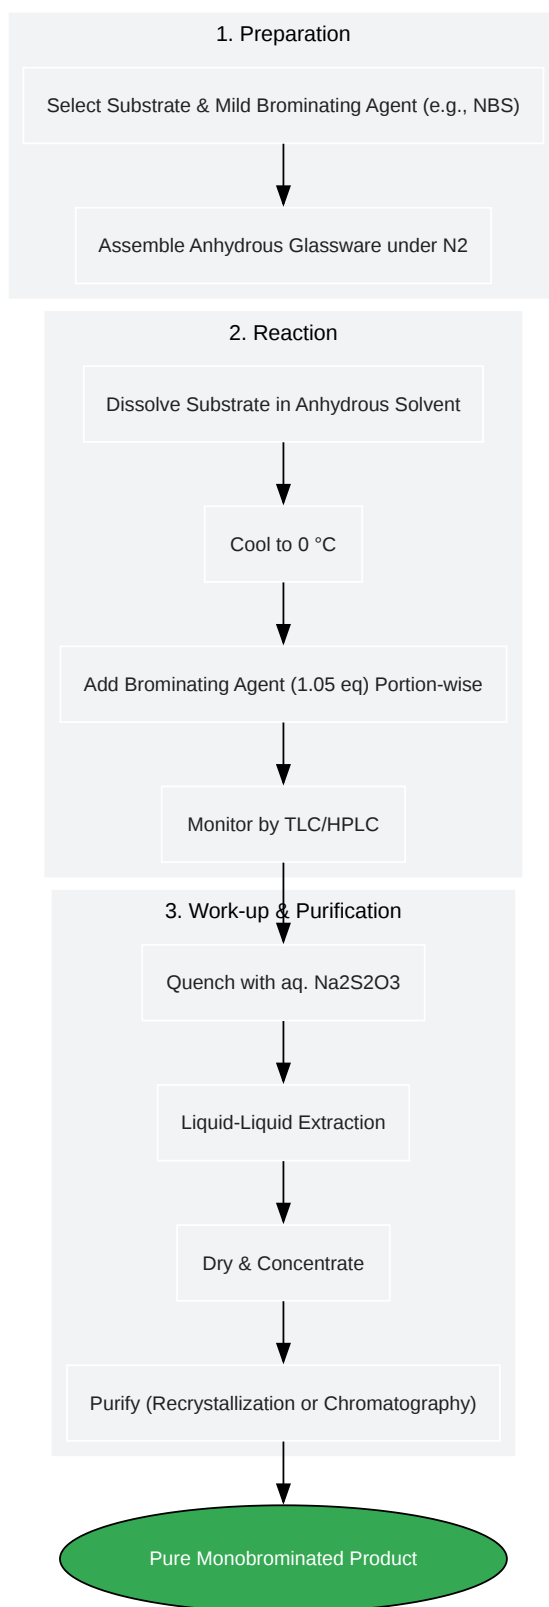 1. Preparation
Select Substrate & Mild Brominating Agent (e.g., NBS)
Assemble Anhydrous Glassware under N2
2. Reaction
Dissolve Substrate in Anhydrous Solvent
Cool to 0 °C
Add Brominating Agent (1.05 eq) Portion-wise
Monitor by TLC/HPLC
3. Work-up & Purification
Quench with aq. Na2S2O3
Liquid-Liquid Extraction
Dry & Concentrate
Purify (Recrystallization or Chromatography)
Pure Monobrominated Product